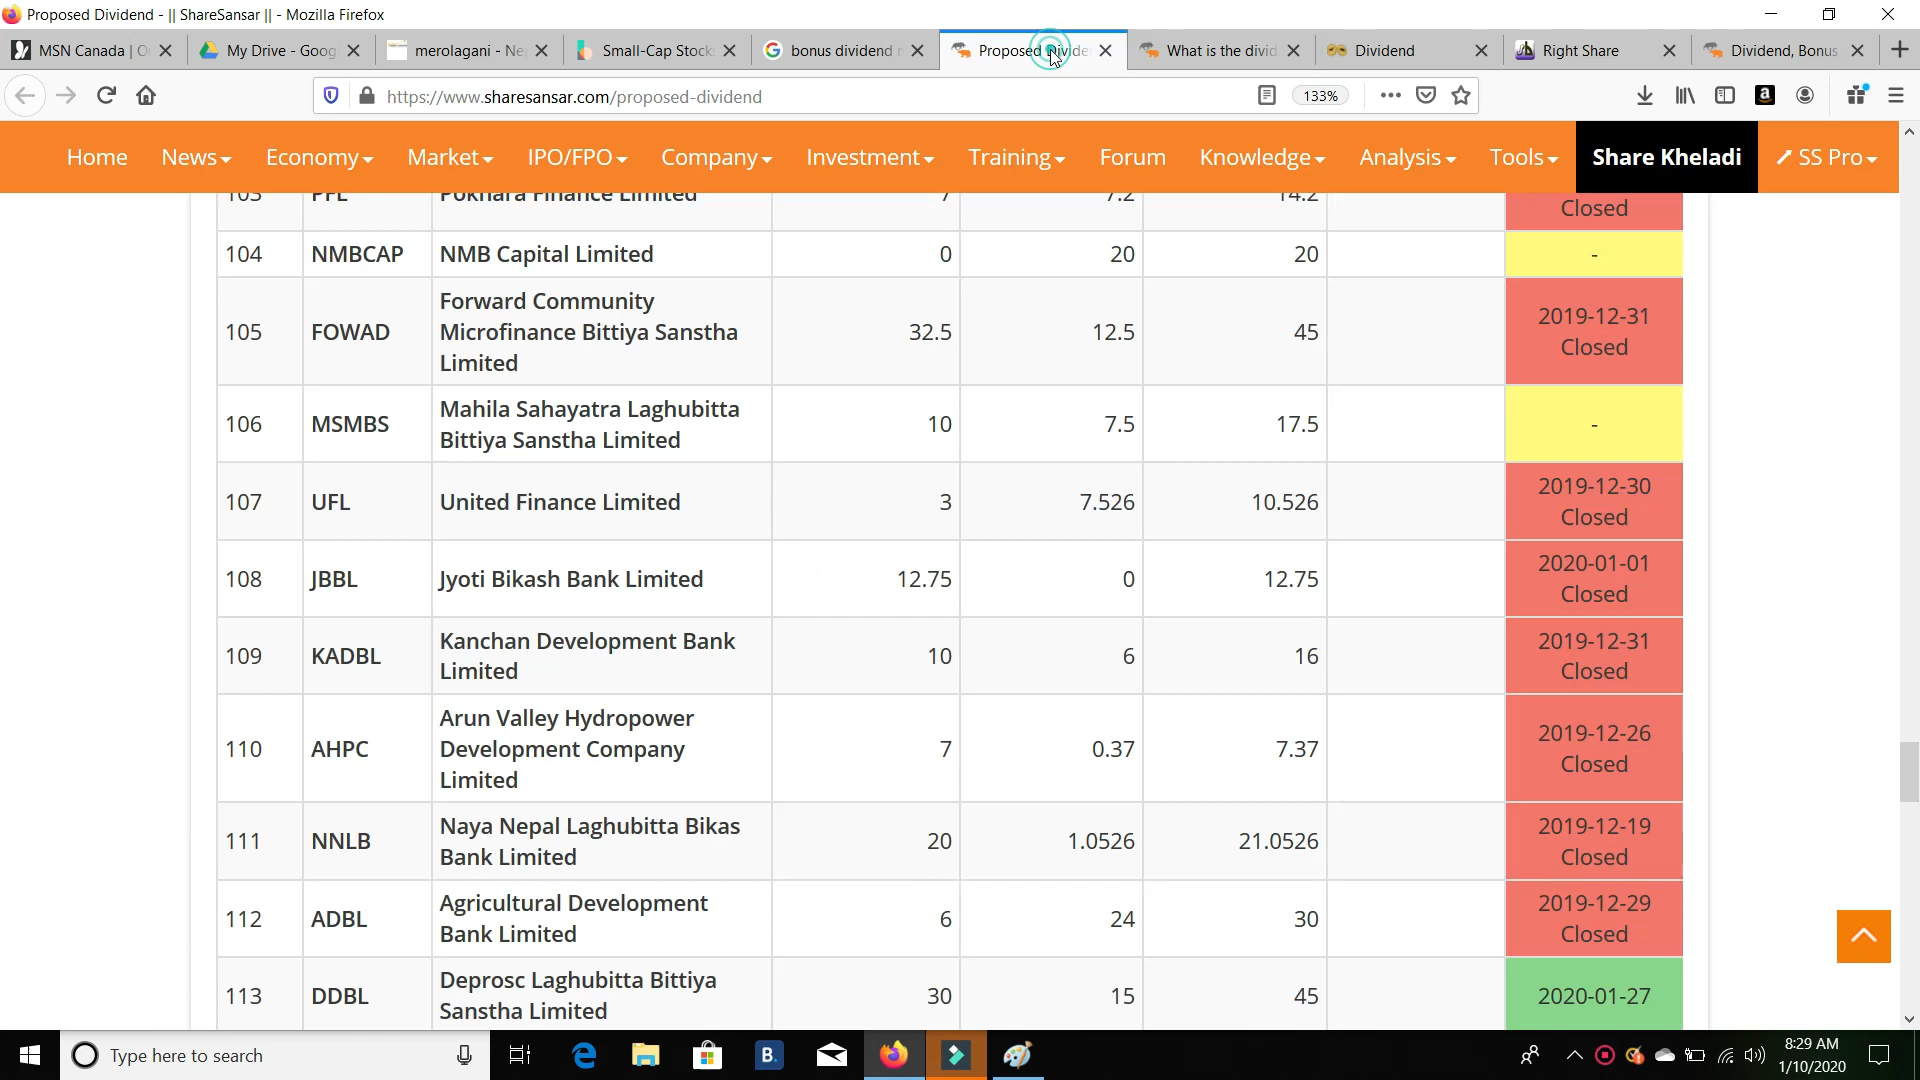 Proposed Dividend - || ShareSansar || - Mozilla Firefox
MSN Canada | O
My Drive - Goog
merolagani - Ne
Small-Cap Stock
bonus dividend
Proposed Divide
What is the divid
Dividend
Right Share
Dividend, Bonus
https://www.sharesansar.com/proposed-dividend
133%
Home News Economy Market IPO/FPO Company Investment Training Forum Knowledge Analysis Tools Share Kheladi SS Pro
103 PFL Pokhara Finance Limited 7 7.2 14.2
Closed
104 NMBCAP NMB Capital Limited 0 20 20 -
Forward Community
Microfinance Bittiya Sanstha
Limited
105 FOWAD 32.5 12.5 45
2019-12-31
Closed
106 MSMBS
Mahila Sahayatra Laghubitta
Bittiya Sanstha Limited
10 7.5 17.5 -
107 UFL United Finance Limited 3 7.526 10.526
2019-12-30
Closed
108 JBBL Jyoti Bikash Bank Limited 12.75 0 12.75
2020-01-01
Closed
109 KADBL
Kanchan Development Bank
Limited
10 6 16
2019-12-31
Closed
110 AHPC
Arun Valley Hydropower
Development Company
Limited
7 0.37 7.37
2019-12-26
Closed
111 NNLB
Naya Nepal Laghubitta Bikas
Bank Limited
20 1.0526 21.0526
2019-12-19
Closed
112 ADBL
Agricultural Development
Bank Limited
6 24 30
2019-12-29
Closed
113 DDBL
Deprosc Laghubitta Bittiya
Sanstha Limited
30 15 45
2020-01-27
Type here to search
B.
8:29 AM
1/10/2020